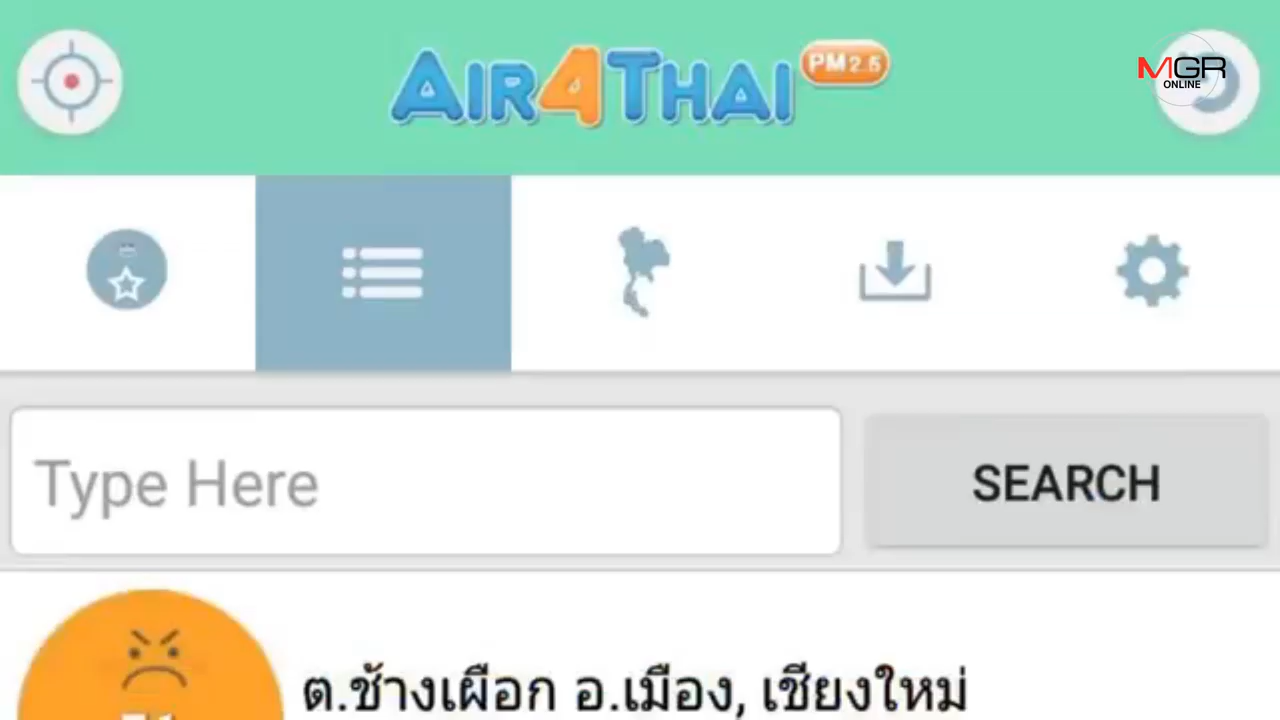 AIR4THAI PM2.5
MGR
ONLINE
Type Here
SEARCH
ต.ช้างเผือก อ.เมือง, เชียงใหม่